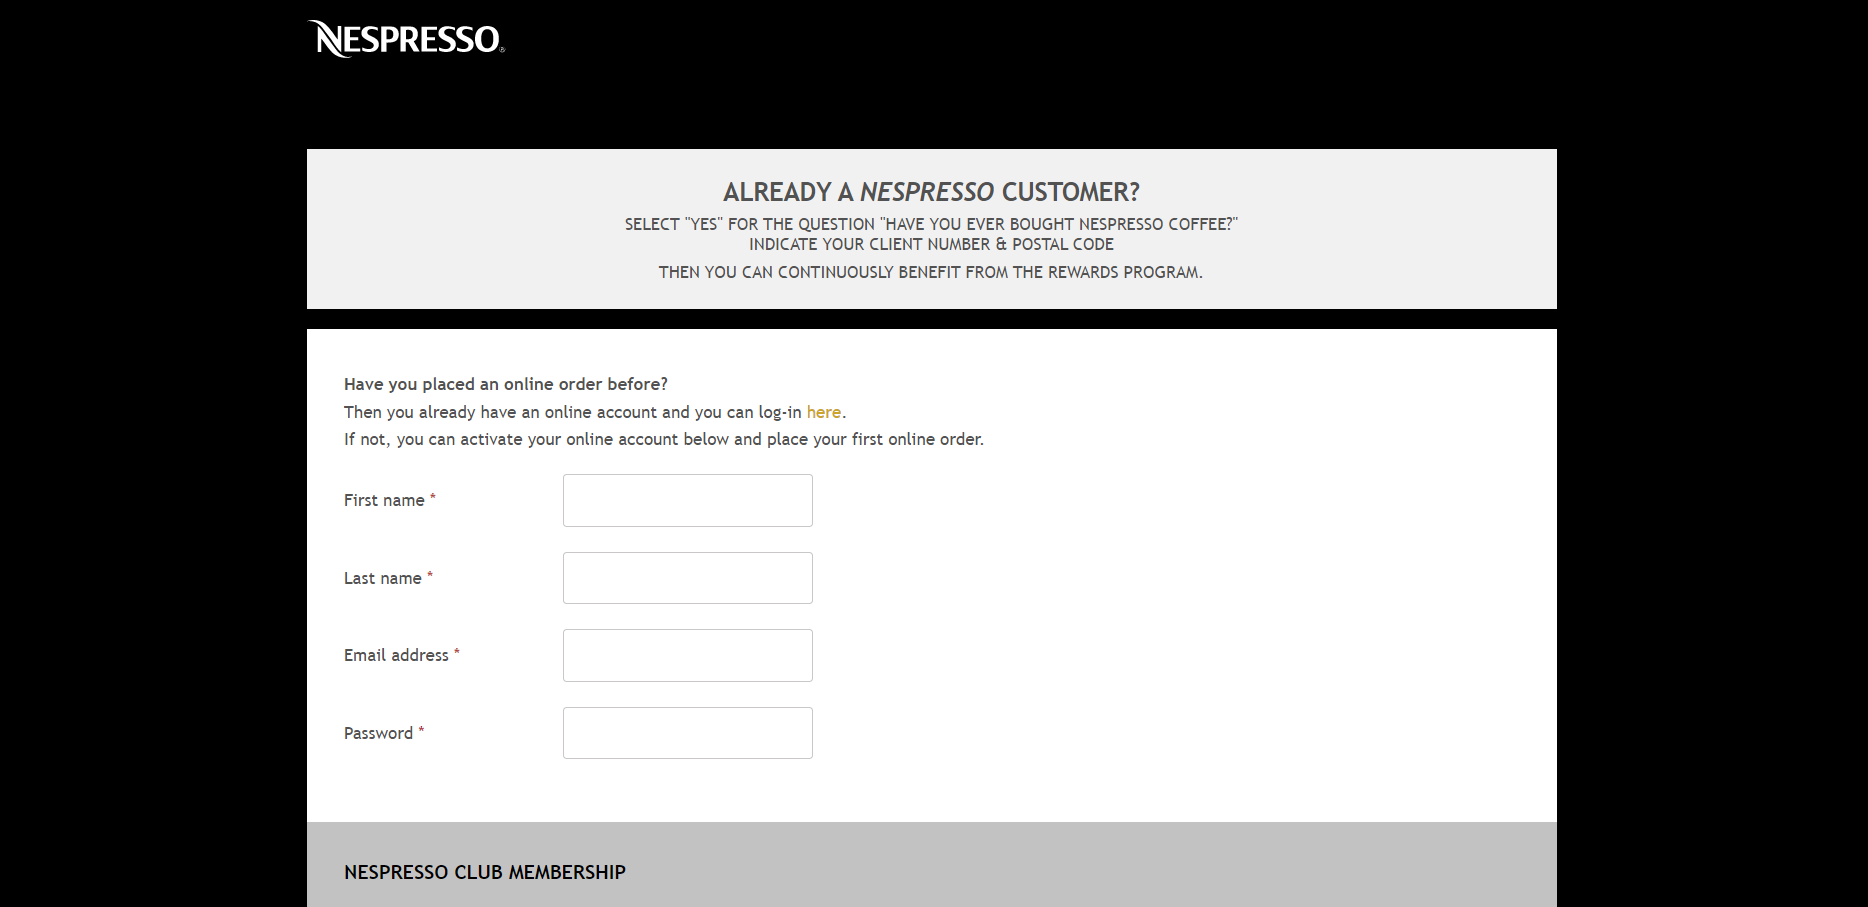 NESPRESSO®
ALREADY A NESPRESSO CUSTOMER?
SELECT "YES" FOR THE QUESTION "HAVE YOU EVER BOUGHT NESPRESSO COFFEE?"
INDICATE YOUR CLIENT NUMBER & POSTAL CODE
THEN YOU CAN CONTINUOUSLY BENEFIT FROM THE REWARDS PROGRAM.
Have you placed an online order before?
Then you already have an online account and you can log-in here.
If not, you can activate your online account below and place your first online order.
First name *
Last name *
Email address *
Password *
NESPRESSO CLUB MEMBERSHIP